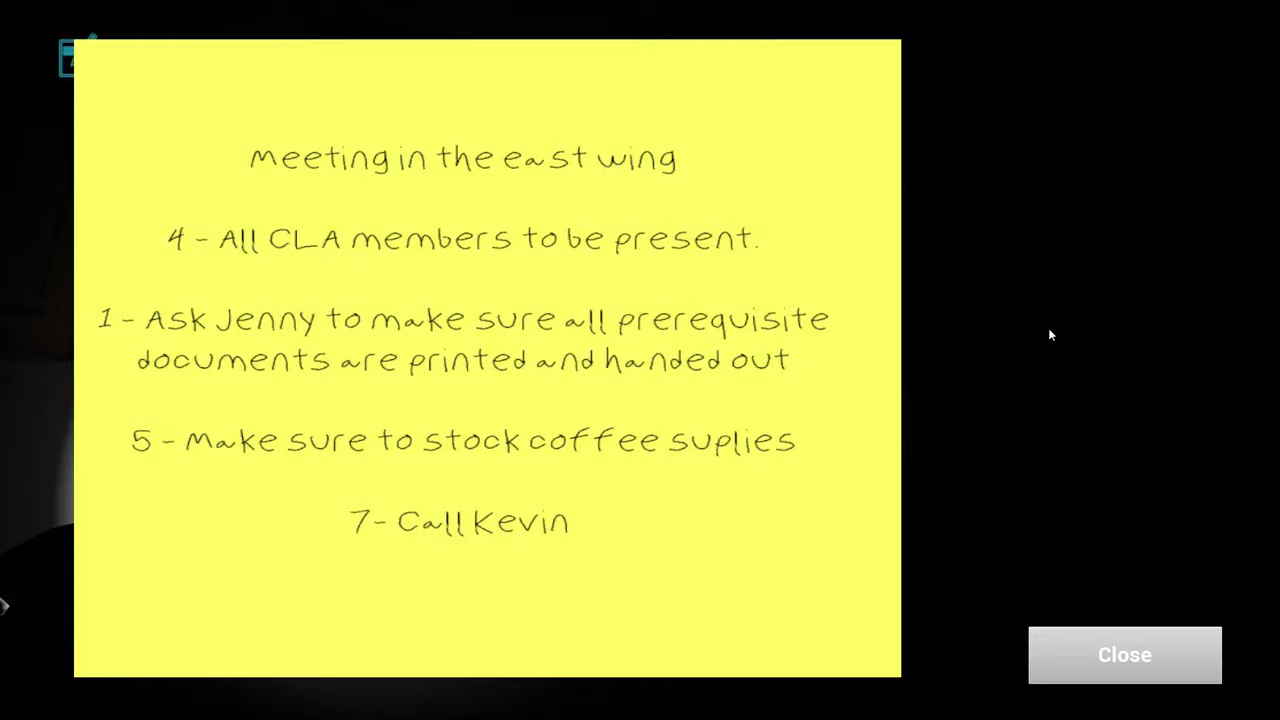 meeting in the east wing
4 - All CLA members to be present.
1 - Ask Jenny to make sure all prerequisite
documents are printed and handed out
5 - Make sure to stock coffee suplies
7 - Call Kevin
Close